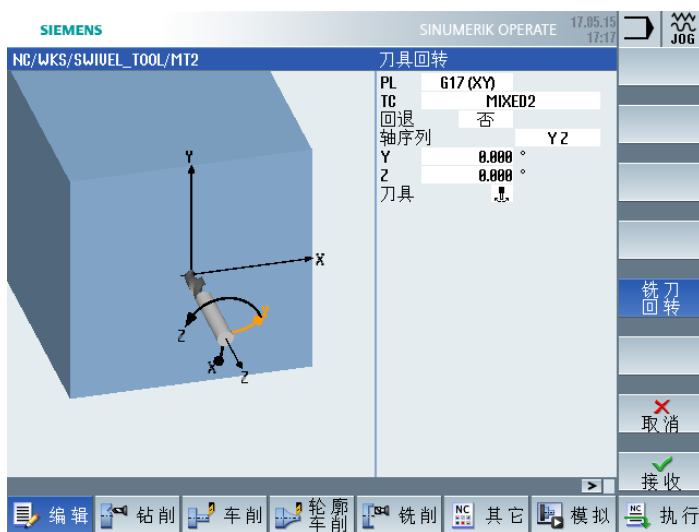 SIEMENS
SINUMERIK OPERATE
17.05.15
17:17
JOG
NC/WKS/SWIVEL_TOOL/MT2
刀具回转
PL G17(XY)
TC MIXED2
回退 否
轴序列 Y Z
Y 0.000 °
Z 0.000 °
刀具
Y
X
Z
Y
X
Z
铣刀
回转
取消
接收
>
编辑
钻削
车削
轮廓
车削
铣削
NC
其它
模拟
NC
执行